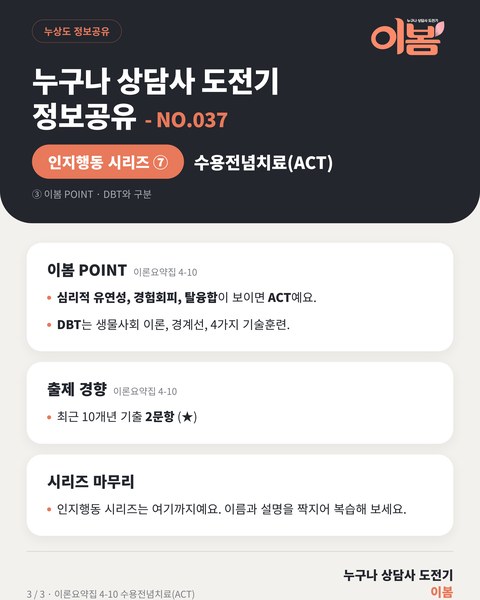 누상도 정보공유
누구나 상담사 도전기
이봄
누구나 상담사 도전기
정보공유 - NO.037
인지행동 시리즈 ⑦ 수용전념치료(ACT)
③ 이봄 POINT · DBT와 구분
이봄 POINT 이론요약집 4-10
• 심리적 유연성, 경험회피, 탈융합이 보이면 ACT예요.
• DBT는 생물사회 이론, 경계선, 4가지 기술훈련.
출제 경향 이론요약집 4-10
• 최근 10개년 기출 2문항 (★)
시리즈 마무리
• 인지행동 시리즈는 여기까지예요. 이름과 설명을 짝지어 복습해 보세요.
누구나 상담사 도전기
3 / 3 · 이론요약집 4-10 수용전념치료(ACT)
이봄